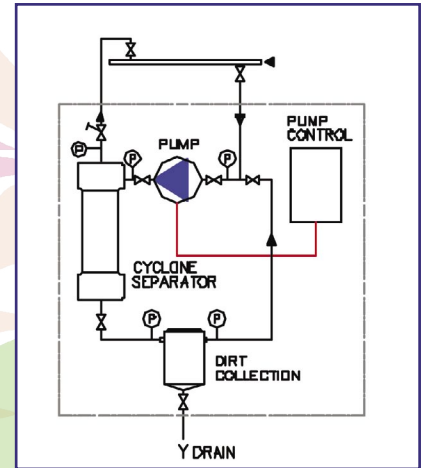 PUMP
CONTROL
PUMP
P
P
P
CYCLONE
SEPARATOR
P
P
DIRT
COLLECTION
Y DRAIN